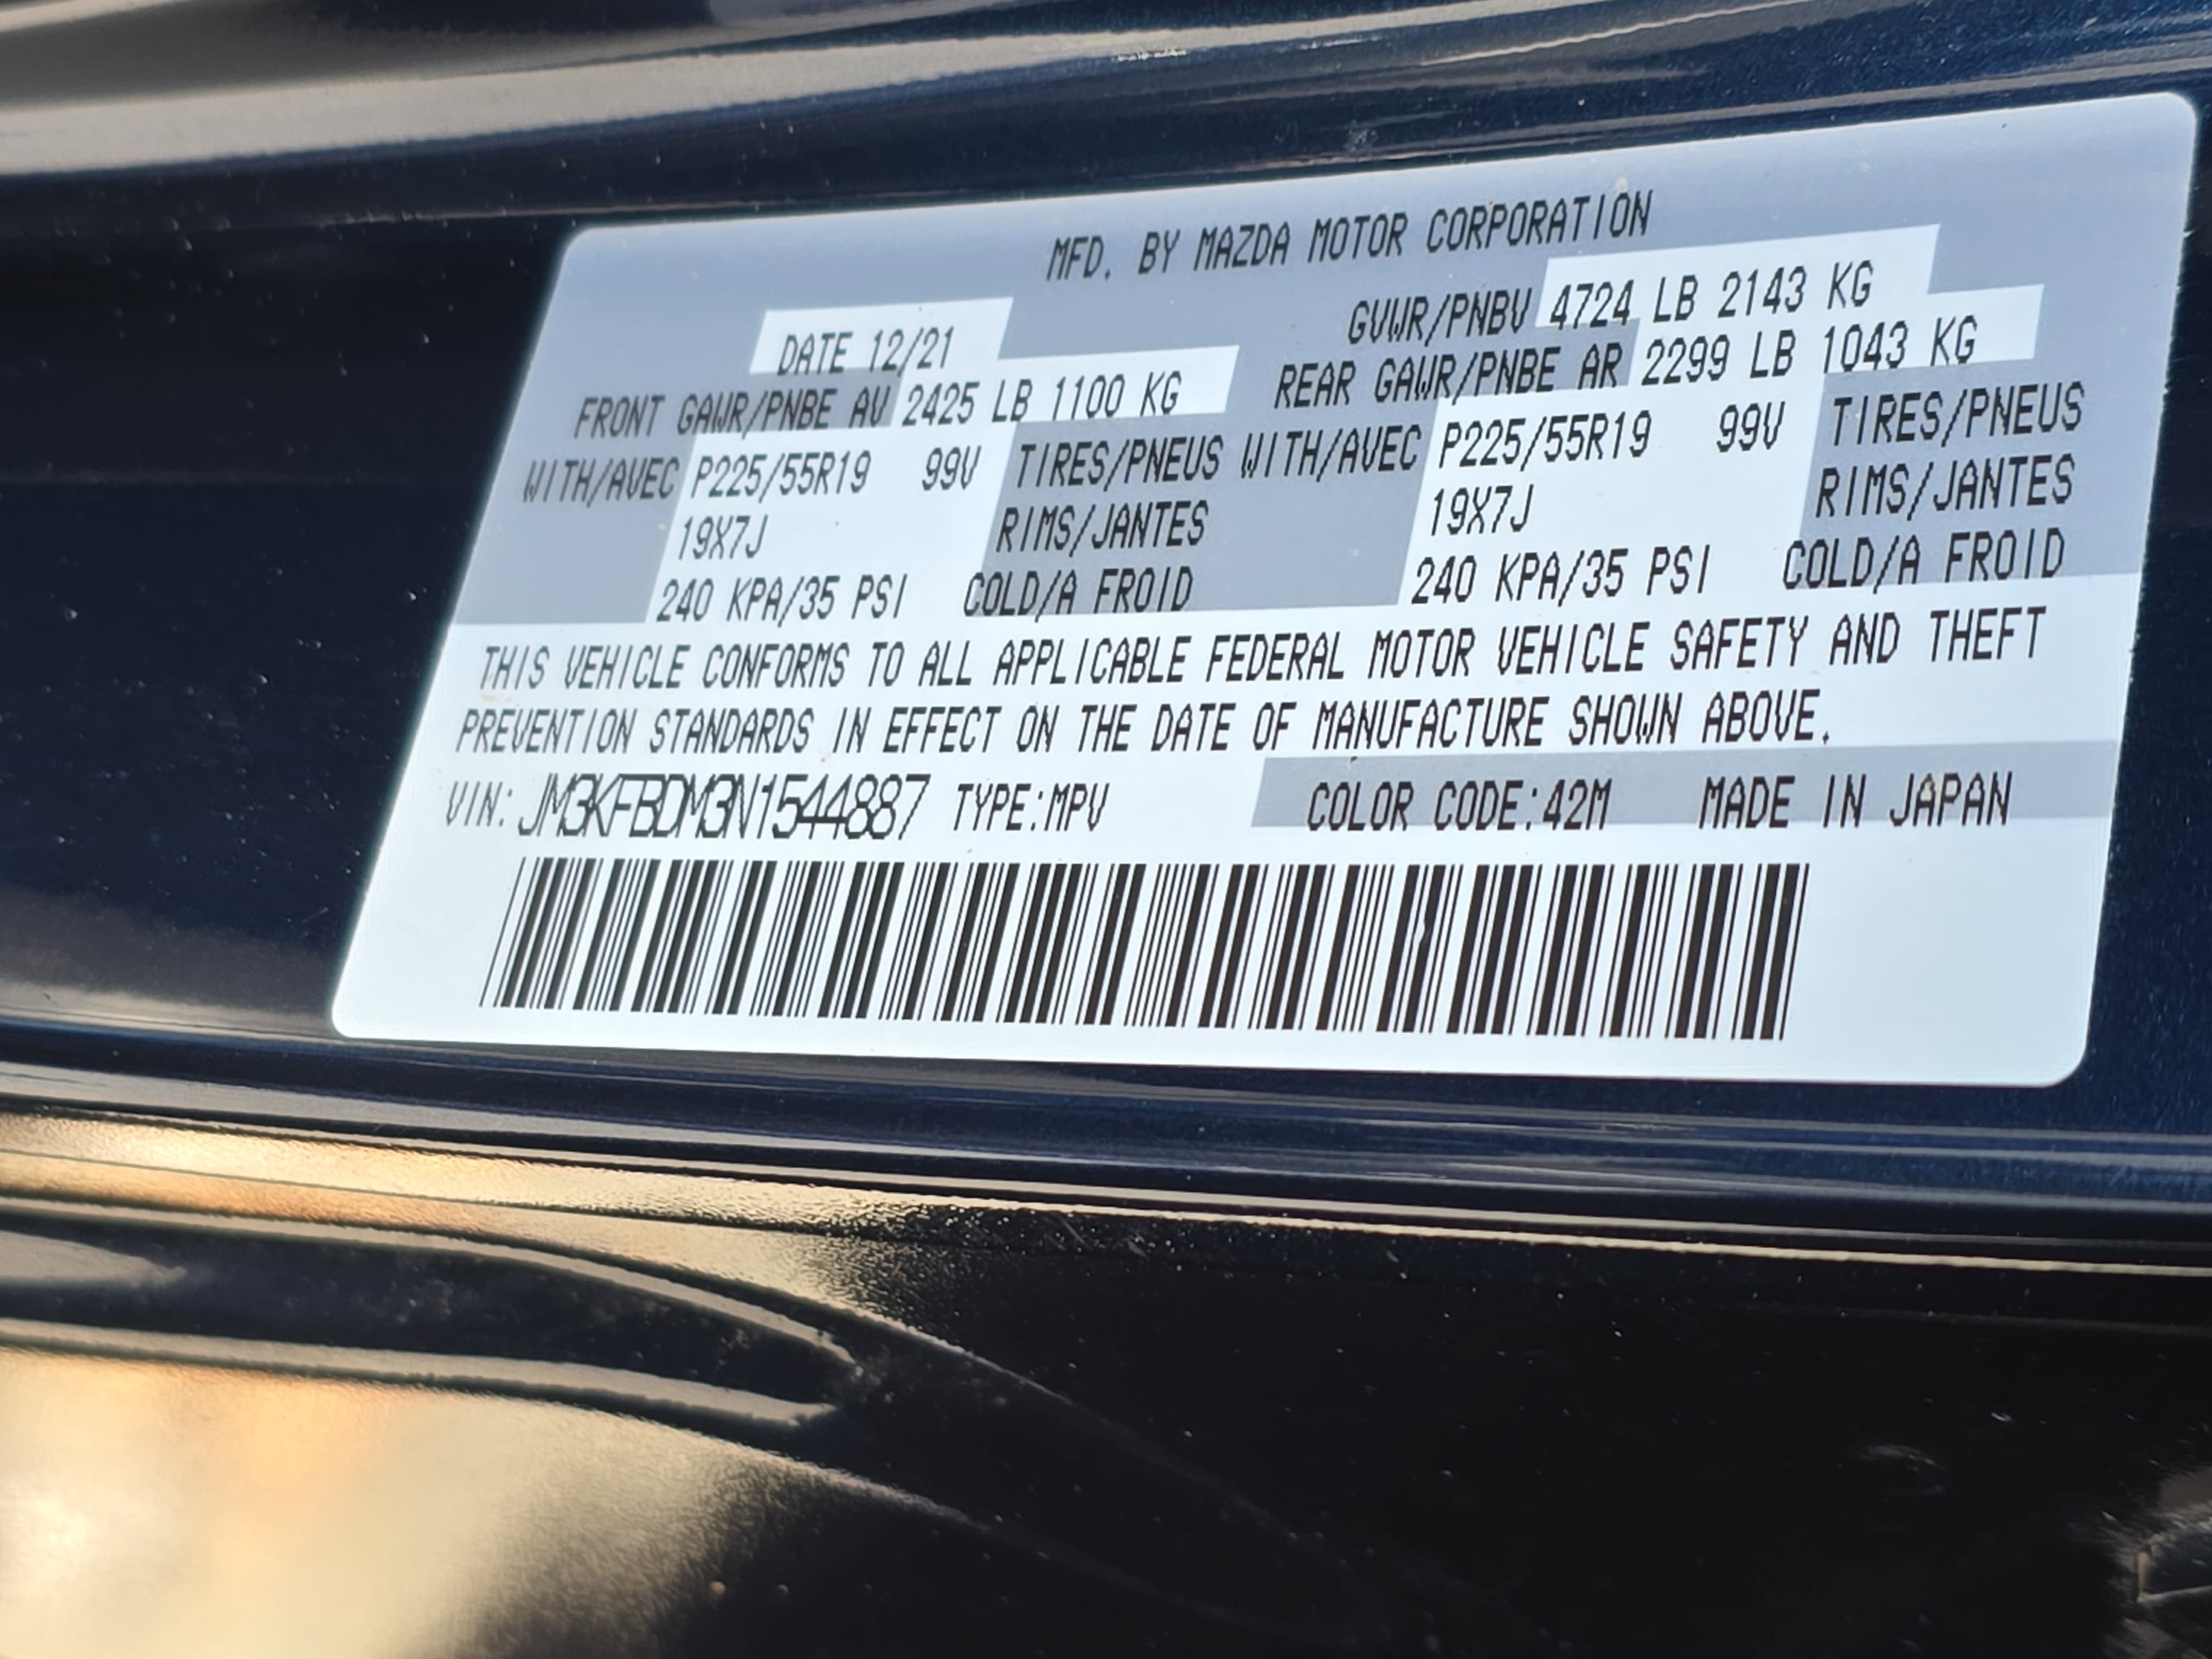 MFD. BY MAZDA MOTOR CORPORATION
DATE 12/21 GVWR/PNBV 4724 LB 2143 KG
FRONT GAWR/PNBE AV 2425 LB 1100 KG REAR GAWR/PNBE AR 2299 LB 1043 KG
WITH/AVEC P225/55R19 99V TIRES/PNEUS WITH/AVEC P225/55R19 99V TIRES/PNEUS
19X7J RIMS/JANTES 19X7J RIMS/JANTES
240 KPA/35 PSI COLD/A FROID 240 KPA/35 PSI COLD/A FROID
THIS VEHICLE CONFORMS TO ALL APPLICABLE FEDERAL MOTOR VEHICLE SAFETY AND THEFT
PREVENTION STANDARDS IN EFFECT ON THE DATE OF MANUFACTURE SHOWN ABOVE.
VIN: JM3KFBDM3N1544887 TYPE:MPV COLOR CODE:42M MADE IN JAPAN